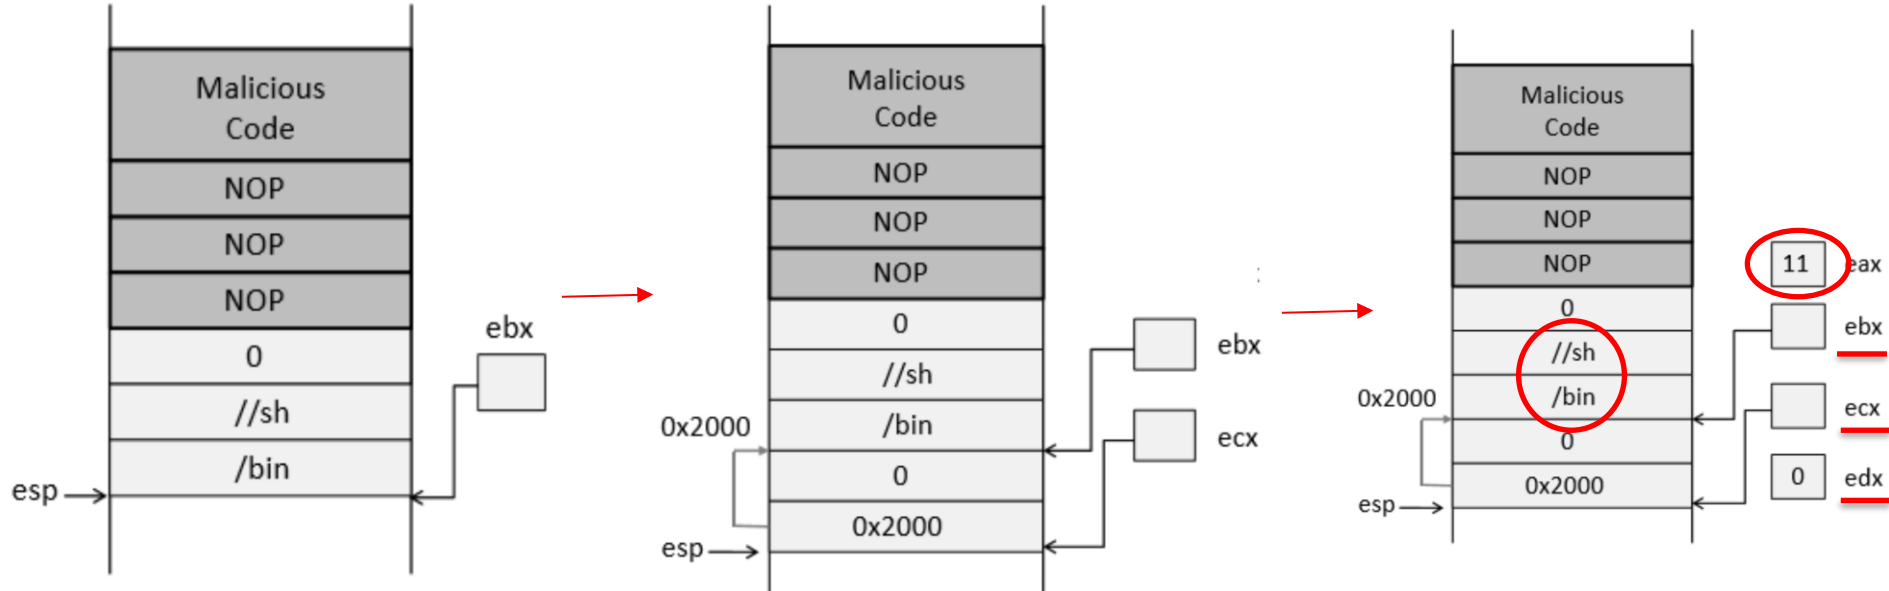 Malicious
Code
NOP
NOP
NOP
0
//sh
/bin
esp
ebx
Malicious
Code
NOP
NOP
NOP
0
//sh
/bin
0
0x2000
0x2000
esp
ebx
ecx
:
Malicious
Code
NOP
NOP
NOP
0
//sh
/bin
0
0x2000
0x2000
esp
11 eax
ebx
ecx
0 edx